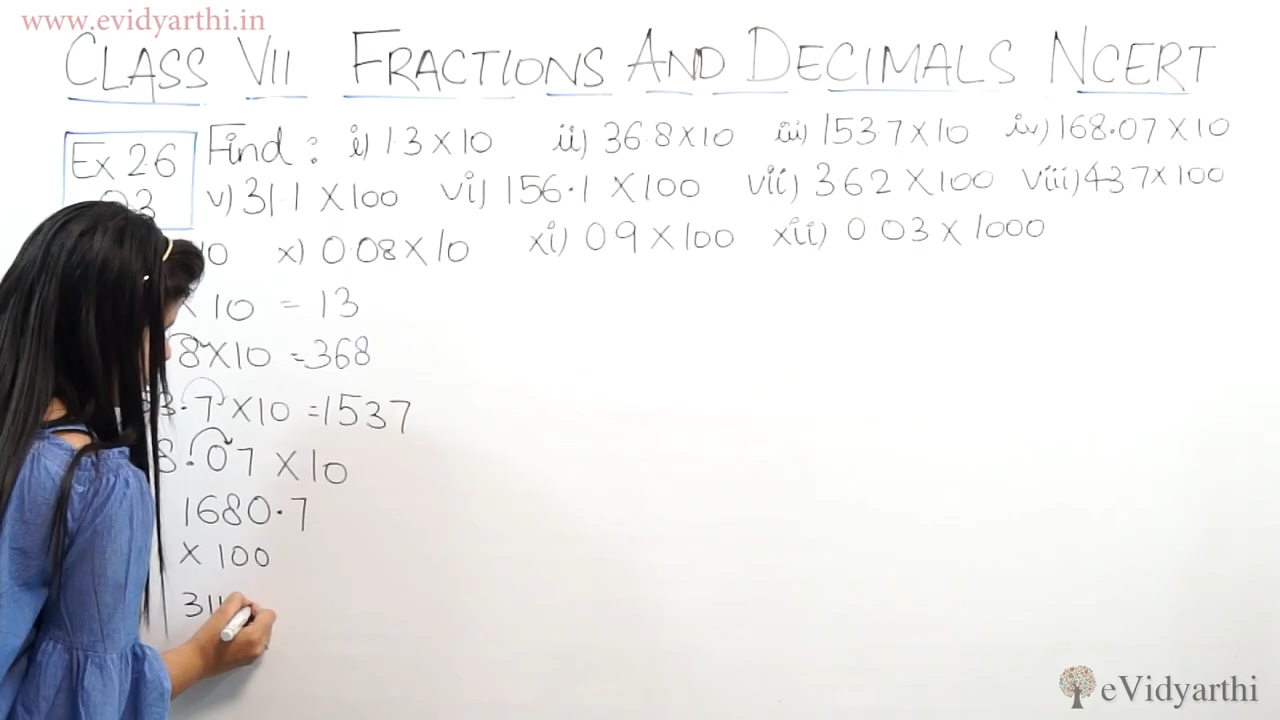 www.evidyarthi.in
CLASS VII FRACTIONS AND DECIMALS NCERT
Ex 2.6 Find : i) 1.3 X 10 ii) 36.8 X 10 iii) 153.7 X 10 iv) 168.07 X 10
Q3 v) 31.1 X 100 vi) 156.1 X 100 vii) 3.62 X 100 viii) 43.7 X 100
10 x) 0.08 X 10 xi) 0.9 X 100 xii) 0.03 X 1000
X 10 = 13
8 X 10 = 368
3.7 X 10 = 1537
8.07 X 10
1680.7
X 100
311
eVidyarthi